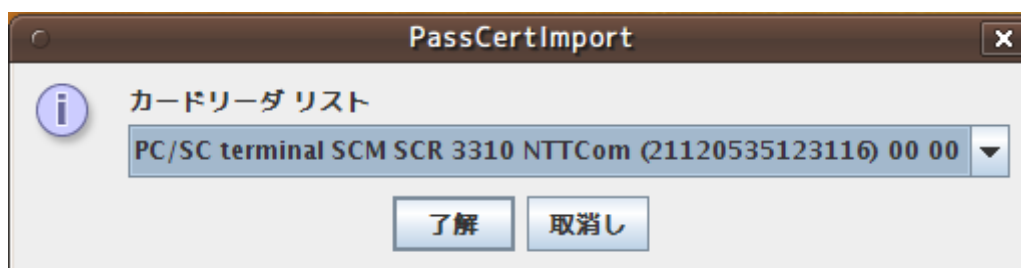 PassCertImport
カードリーダ リスト
PC/SC terminal SCM SCR 3310 NTTCom (21120535123116) 00 00
了解 取消し